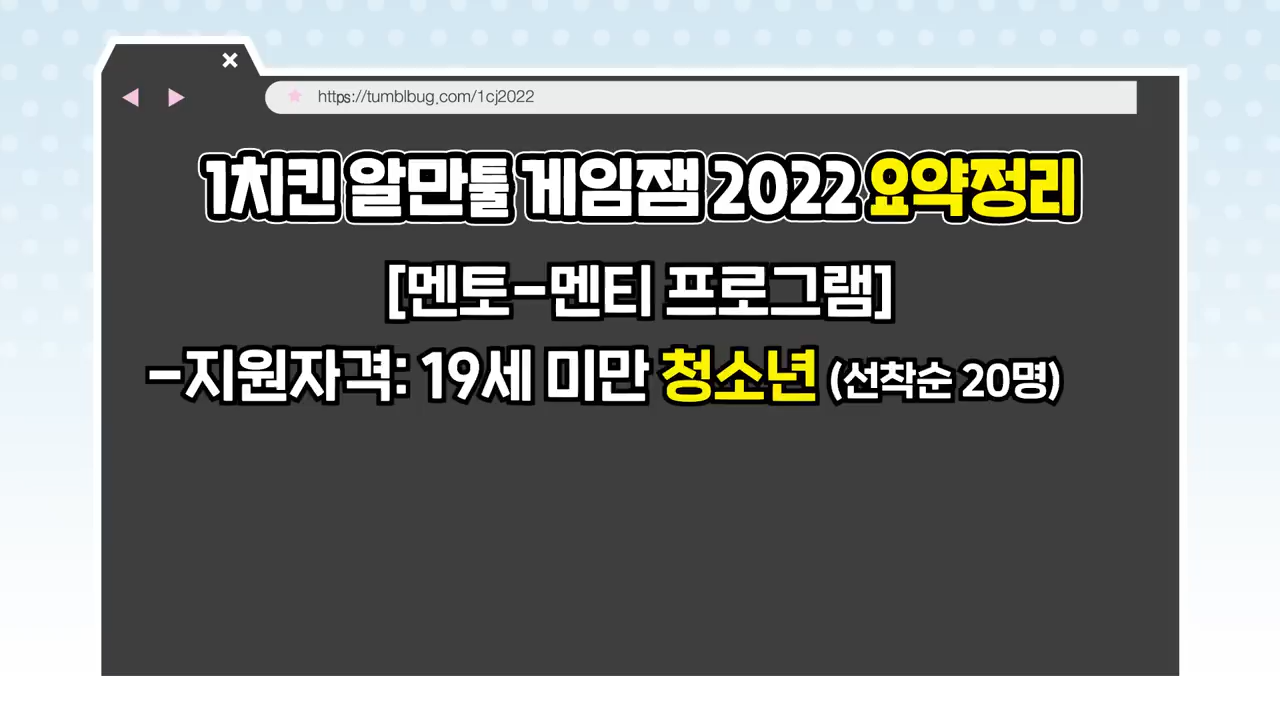 https://tumblbug.com/1cj2022
1치킨 알만툴 게임잼 2022 요약정리
[멘토-멘티 프로그램]
-지원자격: 19세 미만 청소년 (선착순 20명)